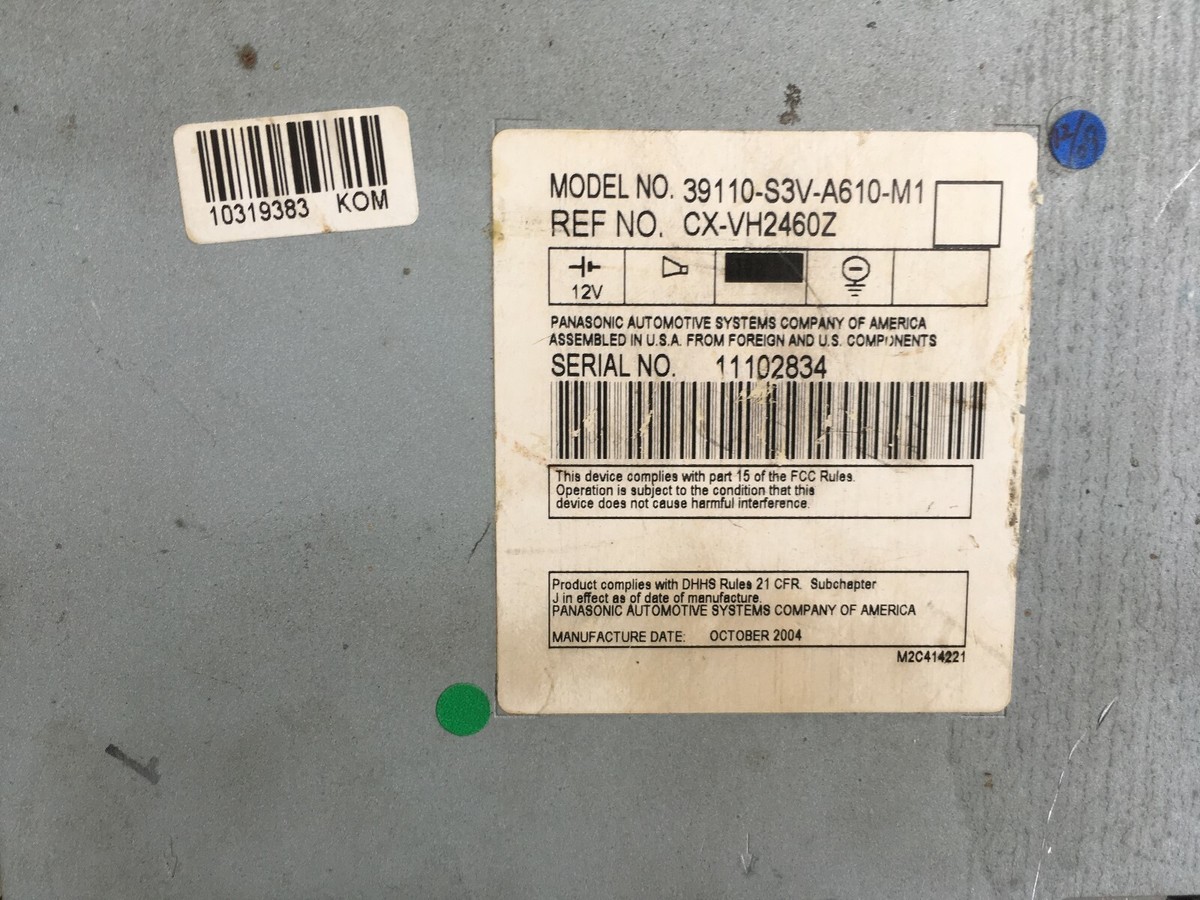 10319383 KOM
MODEL NO. 39110-S3V-A610-M1
REF NO. CX-VH2460Z
12V
PANASONIC AUTOMOTIVE SYSTEMS COMPANY OF AMERICA
ASSEMBLED IN U.S.A. FROM FOREIGN AND U.S. COMPONENTS
SERIAL NO. 11102834
This device complies with part 15 of the FCC Rules.
Operation is subject to the condition that this
device does not cause harmful interference.
Product complies with DHHS Rules 21 CFR. Subchapter
J in effect as of date of manufacture.
PANASONIC AUTOMOTIVE SYSTEMS COMPANY OF AMERICA
MANUFACTURE DATE: OCTOBER 2004
M2C414221